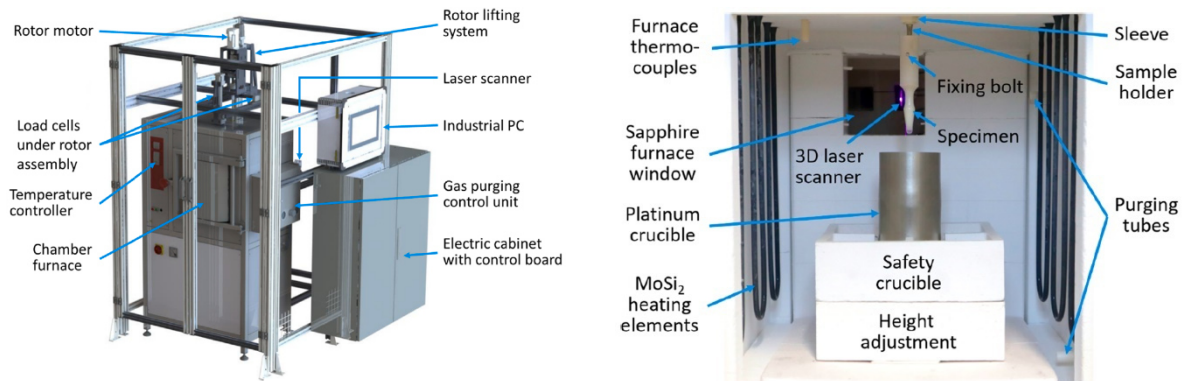 Rotor motor
Rotor lifting
system
Laser scanner
Load cells
under rotor
assembly
Industrial PC
Temperature
controller
Gas purging
control unit
Chamber
furnace
Electric cabinet
with control board
Furnace
thermo-
couples
Sleeve
Fixing bolt
Sample
holder
Sapphire
furnace
window
3D laser
scanner
Specimen
Platinum
crucible
Purging
tubes
Safety
crucible
MoSi₂
heating
elements
Height
adjustment